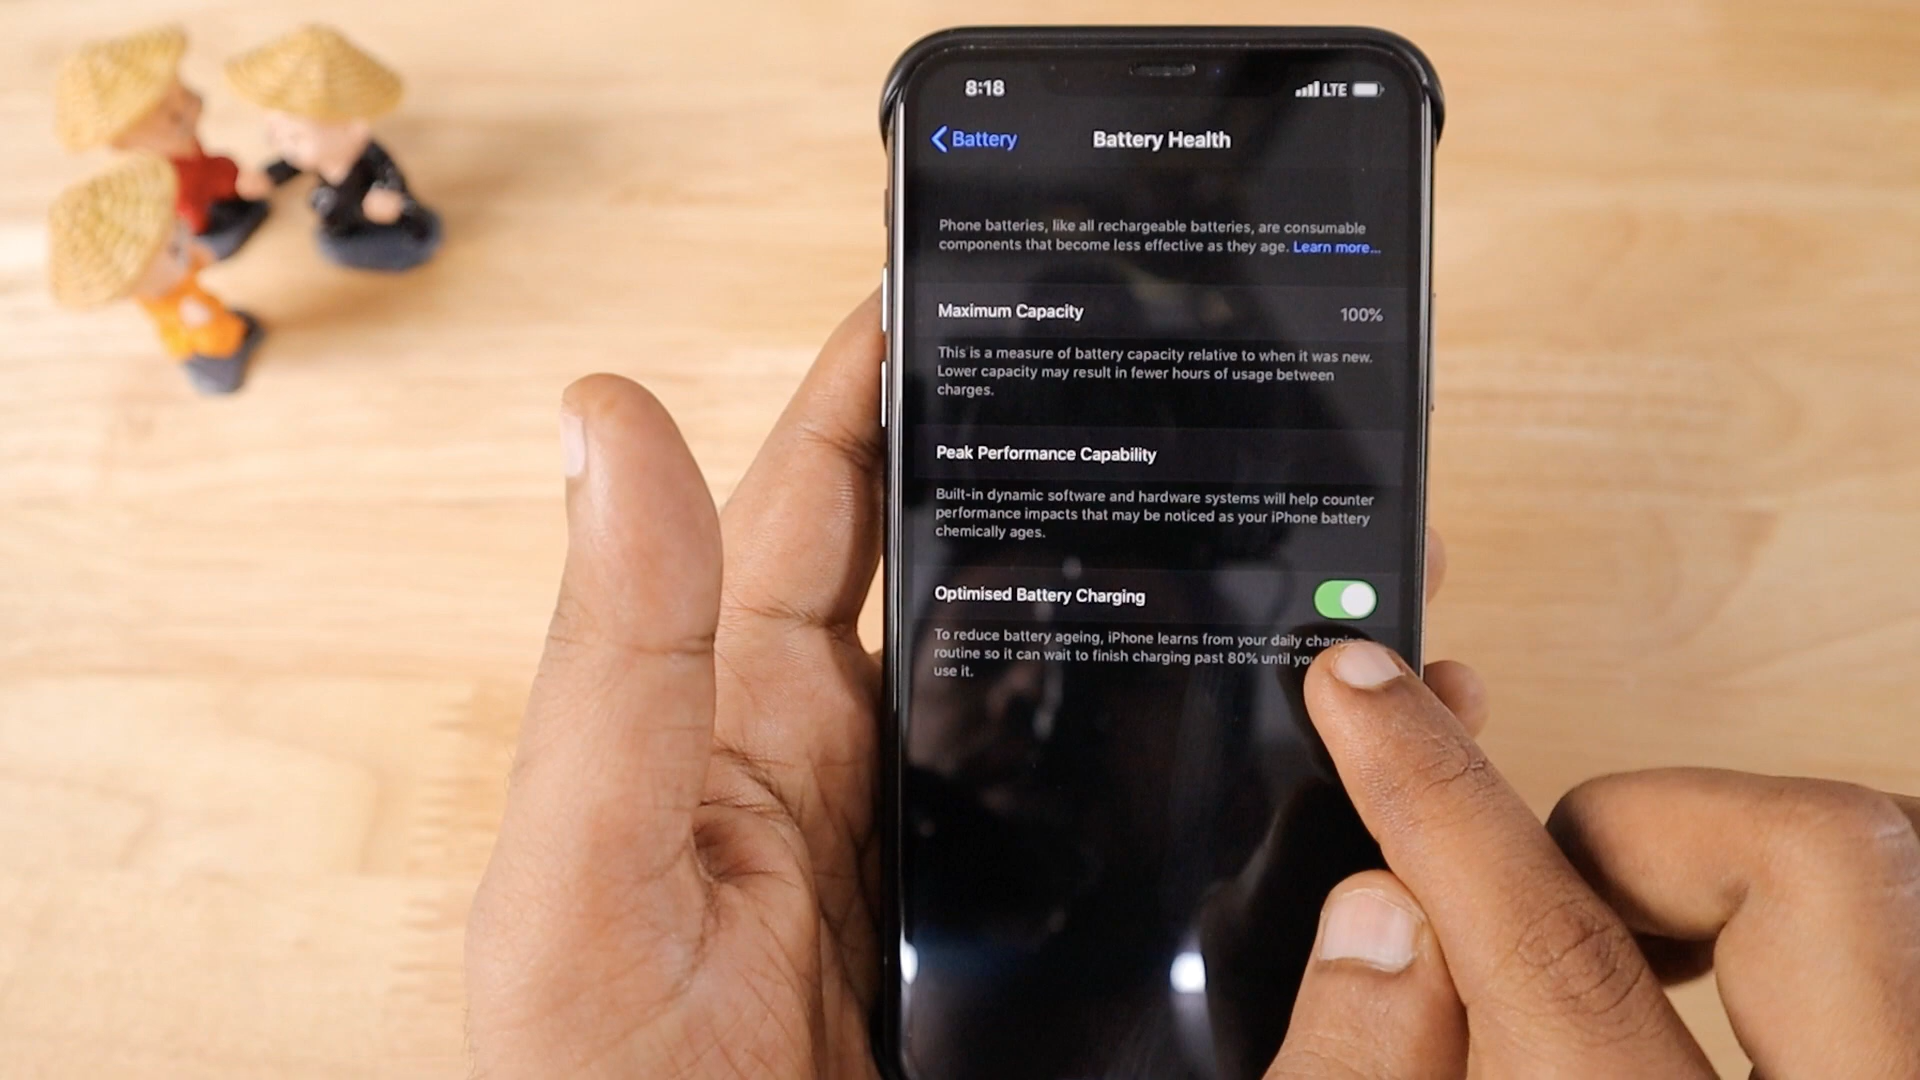 8:18 LTE
Battery Battery Health
Phone batteries, like all rechargeable batteries, are consumable
components that become less effective as they age. Learn more...
Maximum Capacity 100%
This is a measure of battery capacity relative to when it was new.
Lower capacity may result in fewer hours of usage between
charges.
Peak Performance Capability
Built-in dynamic software and hardware systems will help counter
performance impacts that may be noticed as your iPhone battery
chemically ages.
Optimised Battery Charging
To reduce battery ageing, iPhone learns from your daily
routine so it can wait to finish charging past 80% until
use it.